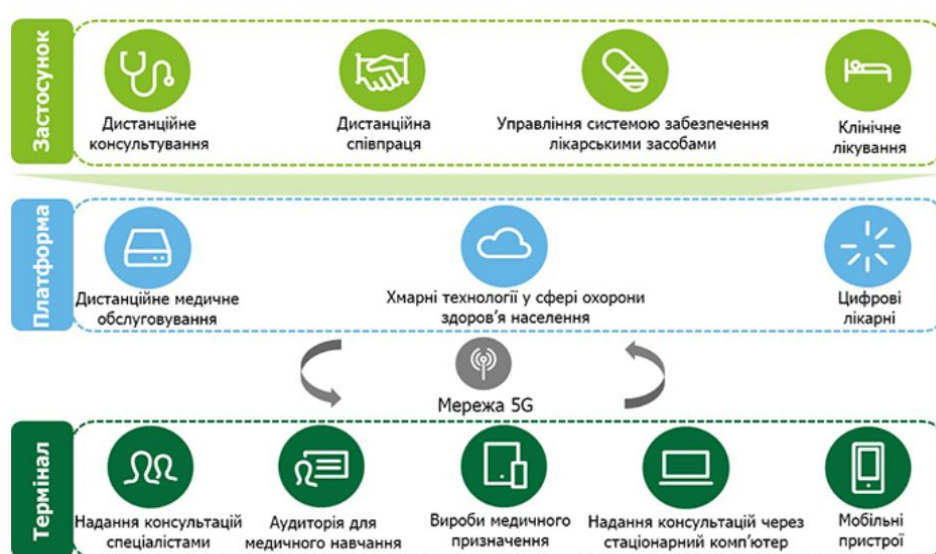 Застосунок
Дистанційне
консультування
Дистанційна
співпраця
Управління системою забезпечення
лікарськими засобами
Клінічне
лікування
Платформа
Дистанційне медичне
обслуговування
Хмарні технології у сфері охорони
здоров’я населення
Цифрові
лікарні
Мережа 5G
Термінал
Надання консультацій
спеціалістами
Аудиторія для
медичного навчання
Вироби медичного
призначення
Надання консультацій через
стаціонарний комп’ютер
Мобільні
пристрої